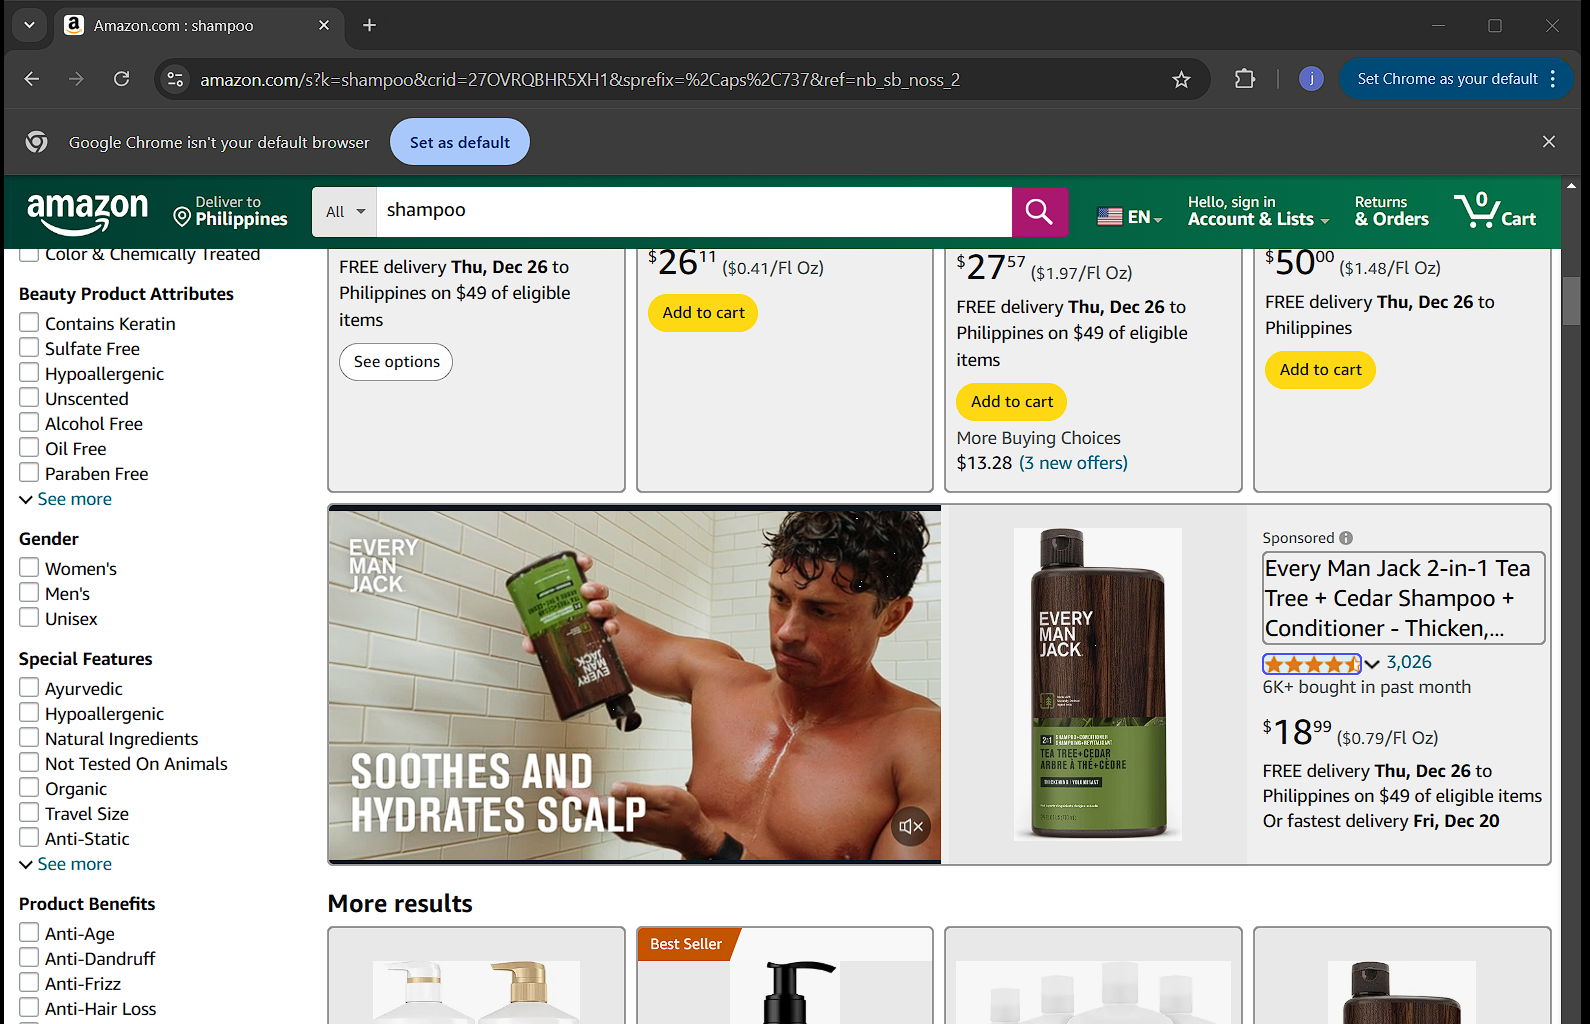 Amazon.com : shampoo
amazon.com/s?k=shampoo&crid=27OVRQBHR5XH1&sprefix=%2Caps%2C737&ref=nb_sb_noss_2
j
Set Chrome as your default
Google Chrome isn't your default browser
Set as default
amazon
Deliver to
Philippines
All
shampoo
EN
Hello, sign in
Account & Lists
Returns
& Orders
0
Cart
Color & Chemically Treated
Beauty Product Attributes
Contains Keratin
Sulfate Free
Hypoallergenic
Unscented
Alcohol Free
Oil Free
Paraben Free
See more
Gender
Women's
Men's
Unisex
Special Features
Ayurvedic
Hypoallergenic
Natural Ingredients
Not Tested On Animals
Organic
Travel Size
Anti-Static
See more
Product Benefits
Anti-Age
Anti-Dandruff
Anti-Frizz
Anti-Hair Loss
FREE delivery Thu, Dec 26 to
Philippines on $49 of eligible
items
See options
$26.11 ($0.41/Fl Oz)
Add to cart
$27.57 ($1.97/Fl Oz)
FREE delivery Thu, Dec 26 to
Philippines on $49 of eligible
items
Add to cart
More Buying Choices
$13.28 (3 new offers)
$50.00 ($1.48/Fl Oz)
FREE delivery Thu, Dec 26 to
Philippines
Add to cart
EVERY
MAN
JACK
EVERY
MAN
JACK
SOOTHES AND
HYDRATES SCALP
EVERY
MAN
JACK
2in1 SHAMPOO+CONDITIONER
TEA TREE+CEDAR
ARBRE À THÉ+CÈDRE
Sponsored
Every Man Jack 2-in-1 Tea
Tree + Cedar Shampoo +
Conditioner - Thicken,...
3,026
6K+ bought in past month
$18.99 ($0.79/Fl Oz)
FREE delivery Thu, Dec 26 to
Philippines on $49 of eligible items
Or fastest delivery Fri, Dec 20
More results
Best Seller